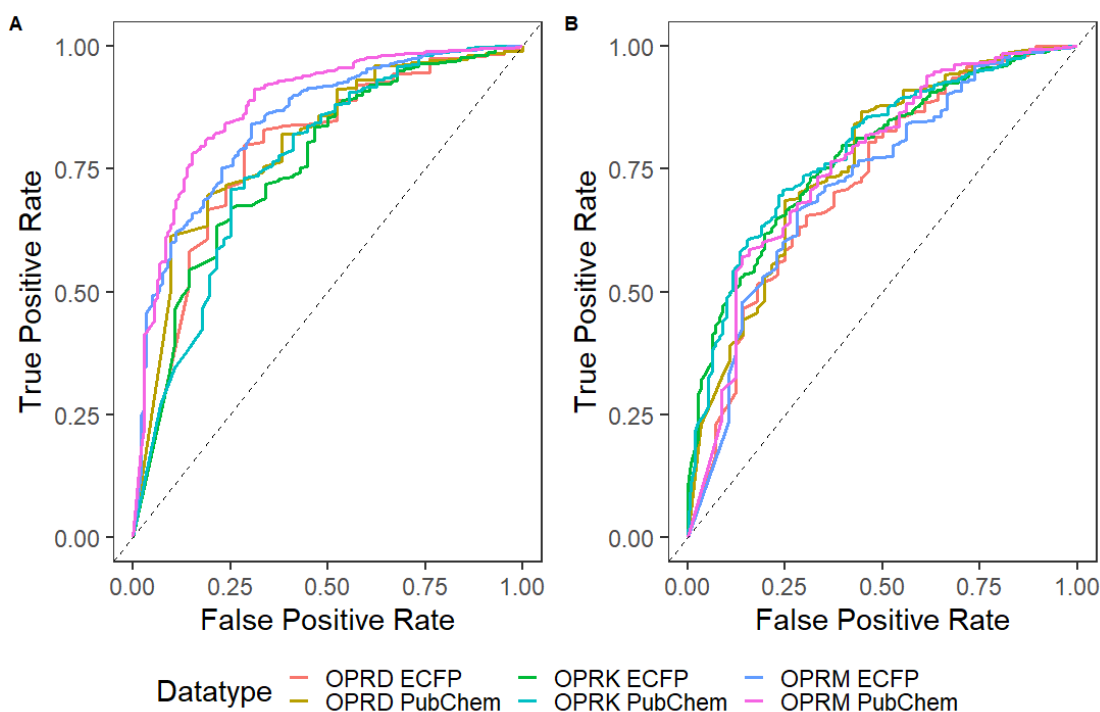 A
B
True Positive Rate
1.00
0.75
0.50
0.25
0.00
0.00 0.25 0.50 0.75 1.00
False Positive Rate
True Positive Rate
1.00
0.75
0.50
0.25
0.00
0.00 0.25 0.50 0.75 1.00
False Positive Rate
Datatype
OPRD ECFP OPRK ECFP OPRM ECFP
OPRD PubChem OPRK PubChem OPRM PubChem